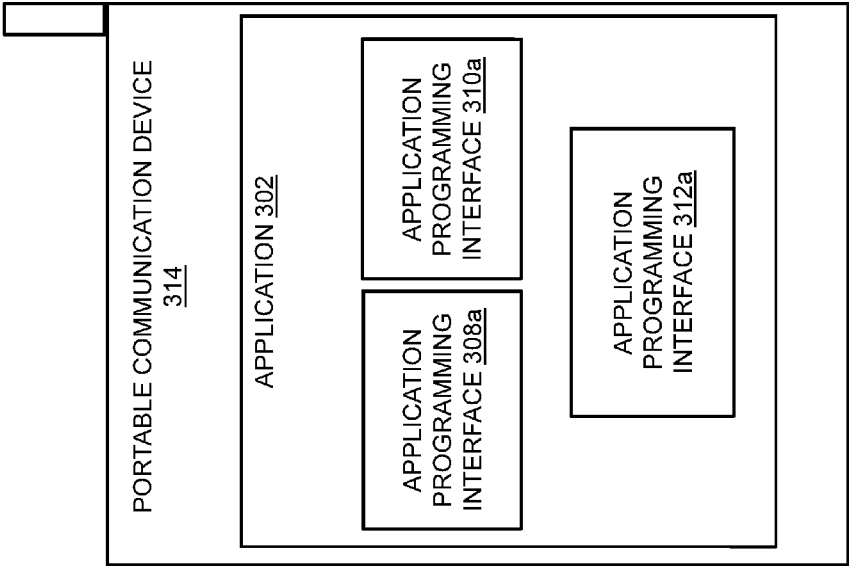 PORTABLE COMMUNICATION DEVICE
314
APPLICATION 302
APPLICATION
PROGRAMMING
INTERFACE 308a
APPLICATION
PROGRAMMING
INTERFACE 310a
APPLICATION
PROGRAMMING
INTERFACE 312a